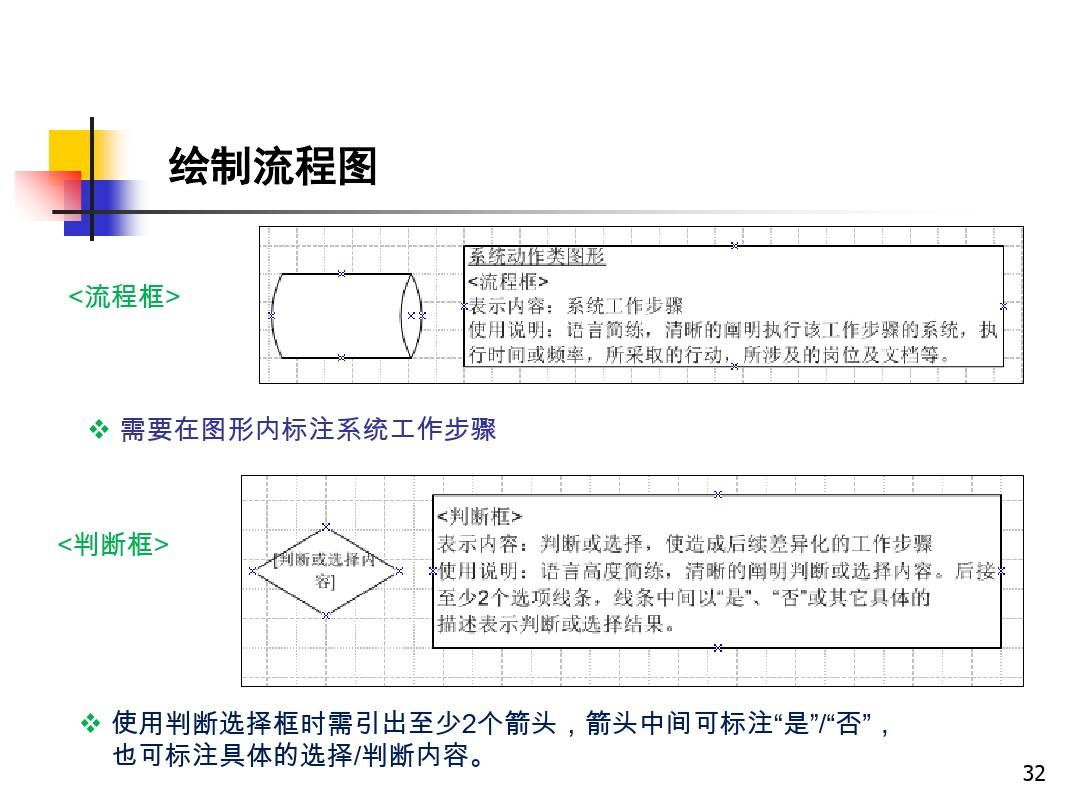 绘制流程图
<流程框>
系统动作类图形
<流程框>
表示内容：系统工作步骤
使用说明：语言简练，清晰的阐明执行该工作步骤的系统，执
行时间或频率，所采取的行动，所涉及的岗位及文档等。
❖ 需要在图形内标注系统工作步骤
<判断框>
[判断或选择内
容]
<判断框>
表示内容：判断或选择，使造成后续差异化的工作步骤
使用说明：语言高度简练，清晰的阐明判断或选择内容。后接
至少2个选项线条，线条中间以“是”、“否”或其它具体的
描述表示判断或选择结果。
❖ 使用判断选择框时需引出至少2个箭头，箭头中间可标注“是”/“否”，
也可标注具体的选择/判断内容。
32